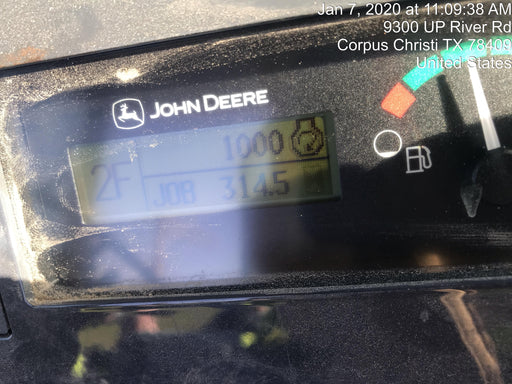 Jan 7, 2020 at 11:09:38 AM
9300 UP River Rd
Corpus Christi TX 78409
United States
JOHN DEERE
1000
2F
JOB 314.5